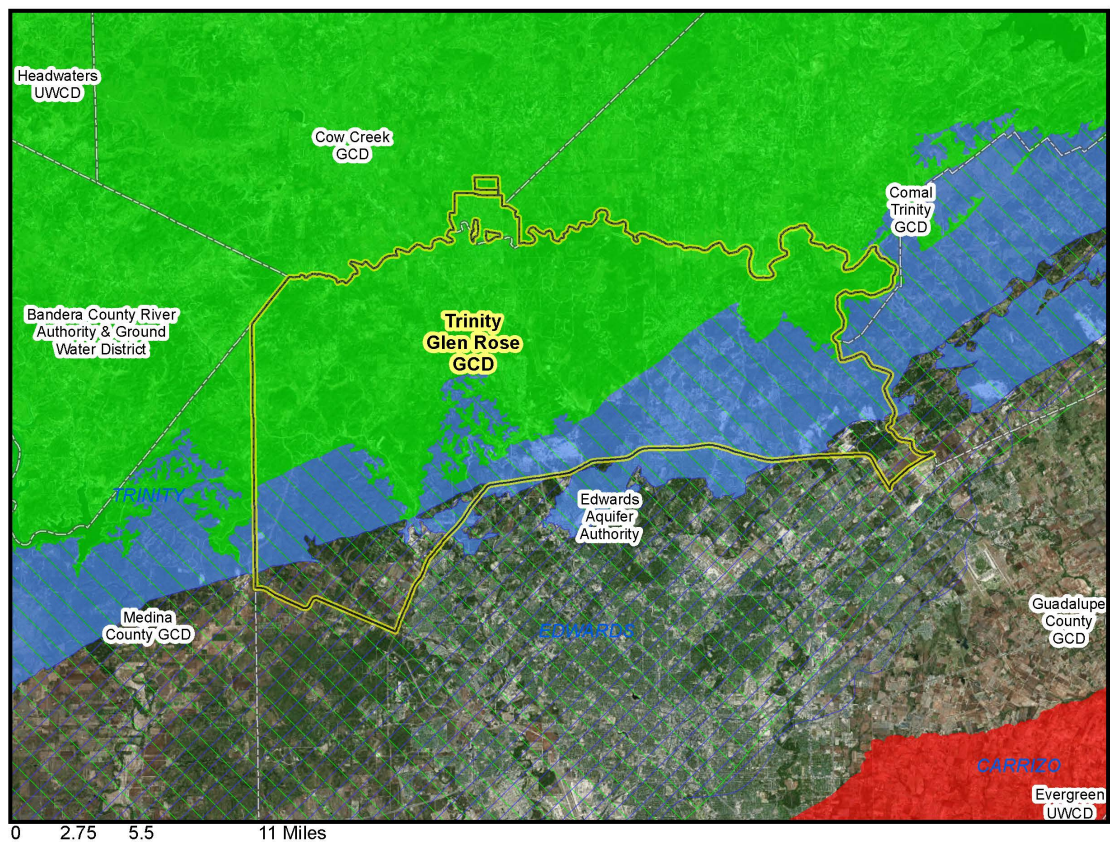 Headwaters
UWCD
Cow Creek
GCD
Comal
Trinity
GCD
Bandera County River
Authority & Ground
Water District
Trinity
Glen Rose
GCD
TRINITY
Edwards
Aquifer
Authority
Medina
County GCD
EDWARDS
Guadalupe
County
GCD
CARRIZO
Evergreen
UWCD
0 2.75 5.5 11 Miles